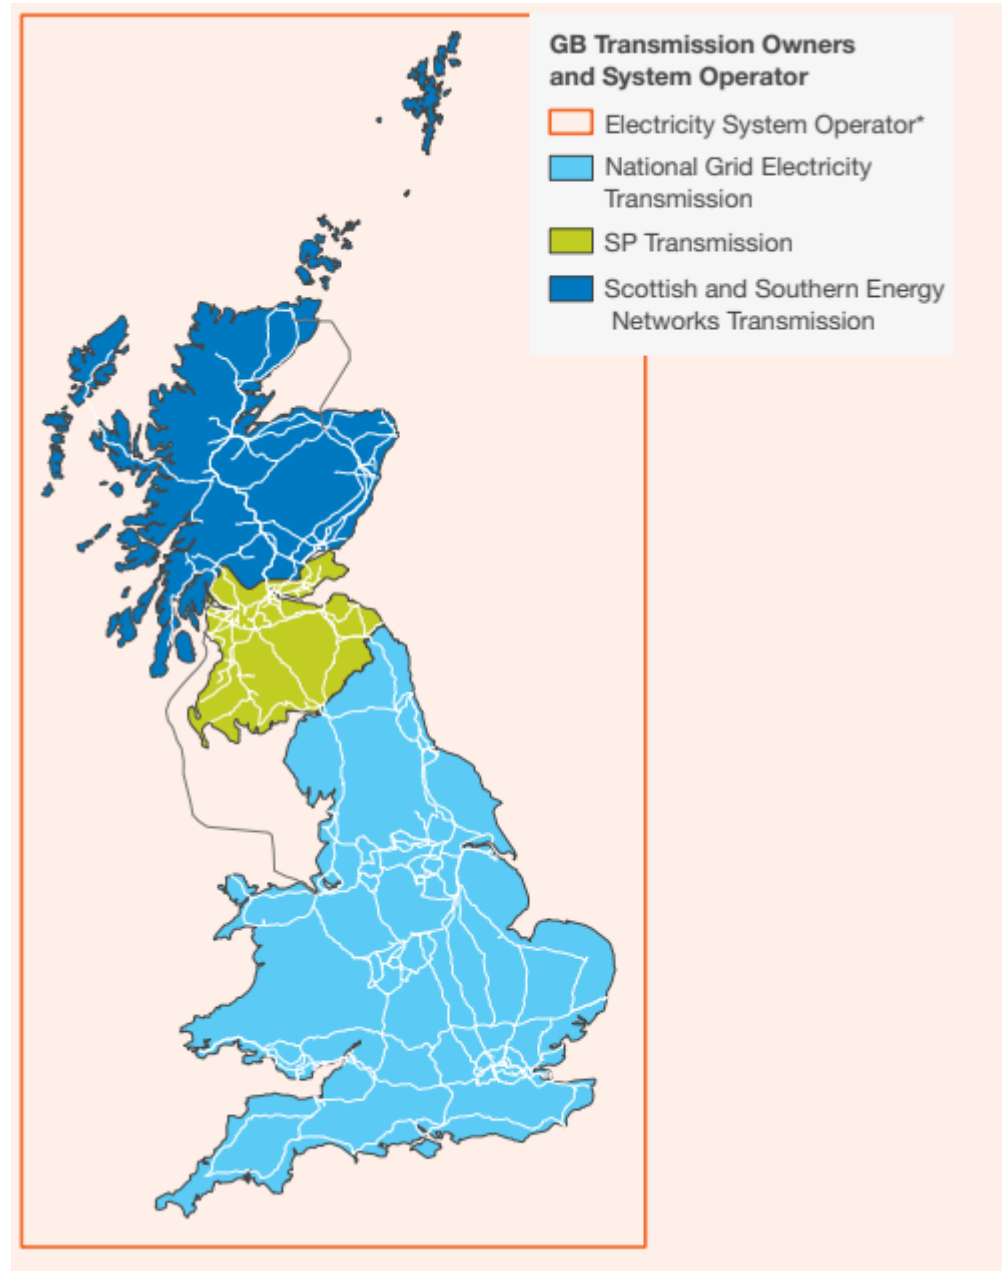 GB Transmission Owners
and System Operator
Electricity System Operator*
National Grid Electricity
Transmission
SP Transmission
Scottish and Southern Energy
Networks Transmission